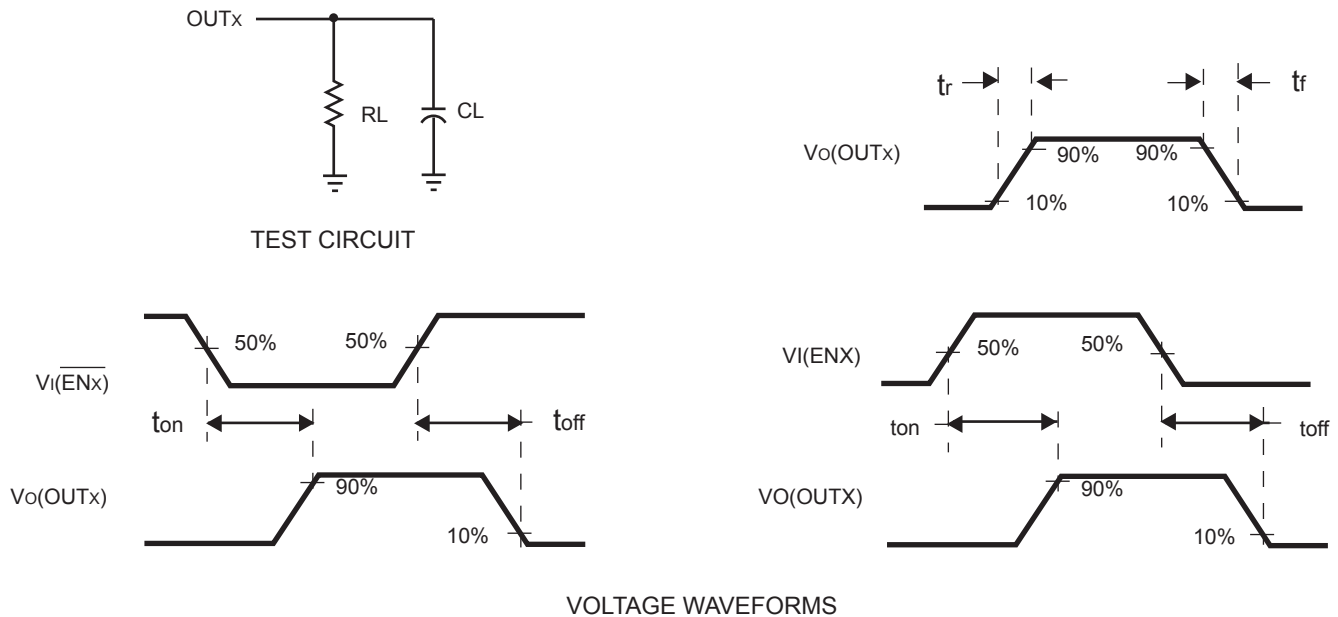 OUTx
RL
CL
TEST CIRCUIT
tr
tf
Vo(OUTx)
90%
90%
10%
10%
50%
50%
VI(ENx)
ton
toff
Vo(OUTx)
90%
10%
50%
50%
VI(ENX)
ton
toff
VO(OUTX)
90%
10%
VOLTAGE WAVEFORMS